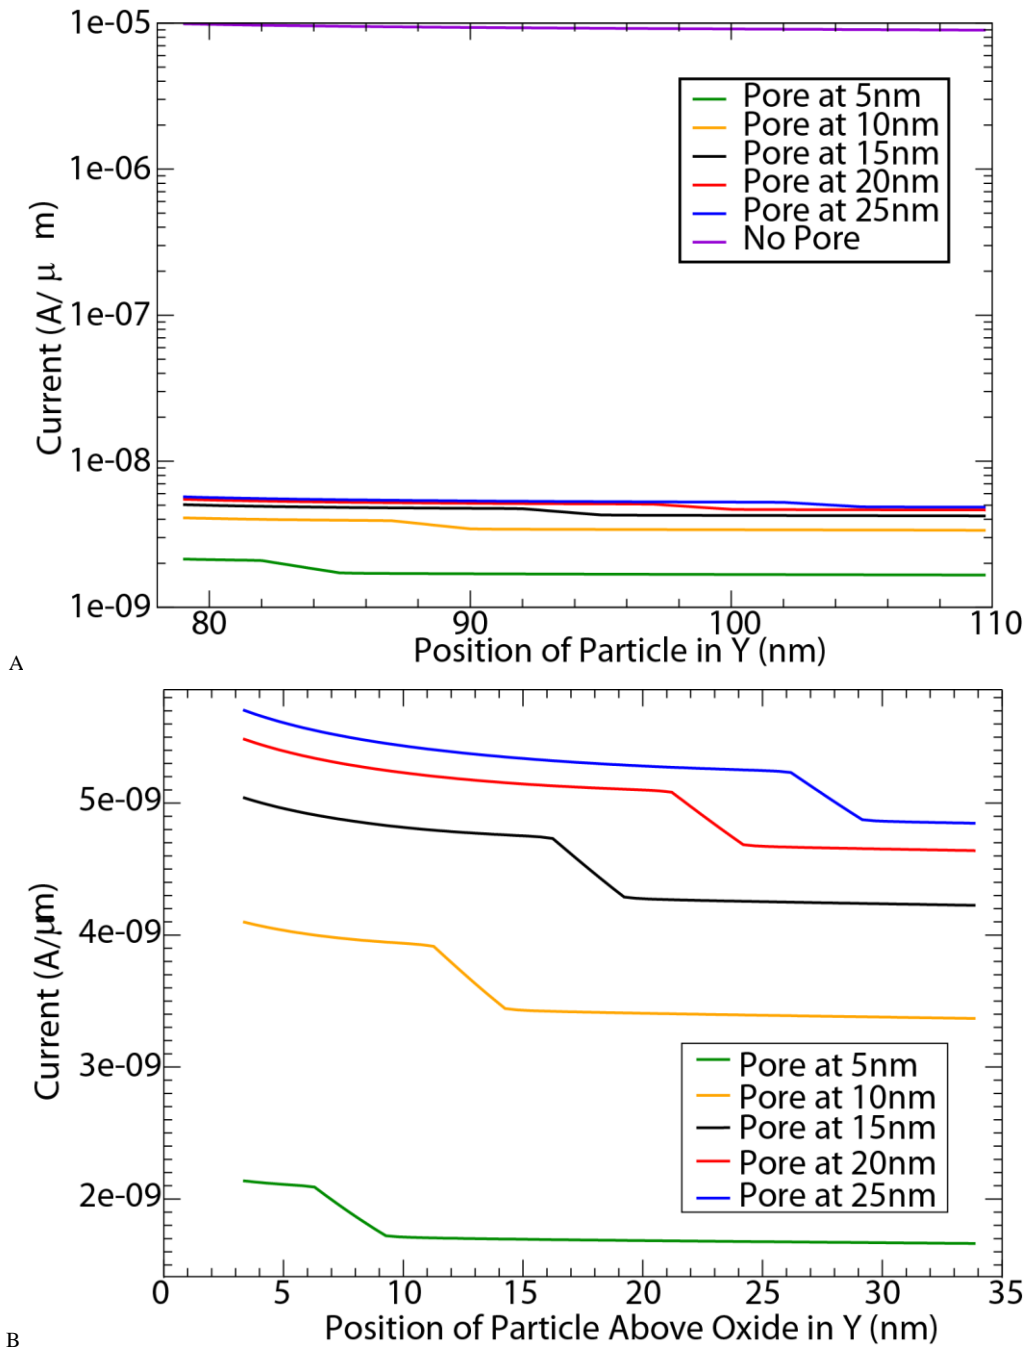 1e-05
1e-06
1e-07
1e-08
1e-09
Current (A/ μ m)
Pore at 5nm
Pore at 10nm
Pore at 15nm
Pore at 20nm
Pore at 25nm
No Pore
80 90 100 110
Position of Particle in Y (nm)
A
5e-09
4e-09
3e-09
2e-09
Current (A/μm)
Pore at 5nm
Pore at 10nm
Pore at 15nm
Pore at 20nm
Pore at 25nm
0 5 10 15 20 25 30 35
Position of Particle Above Oxide in Y (nm)
B